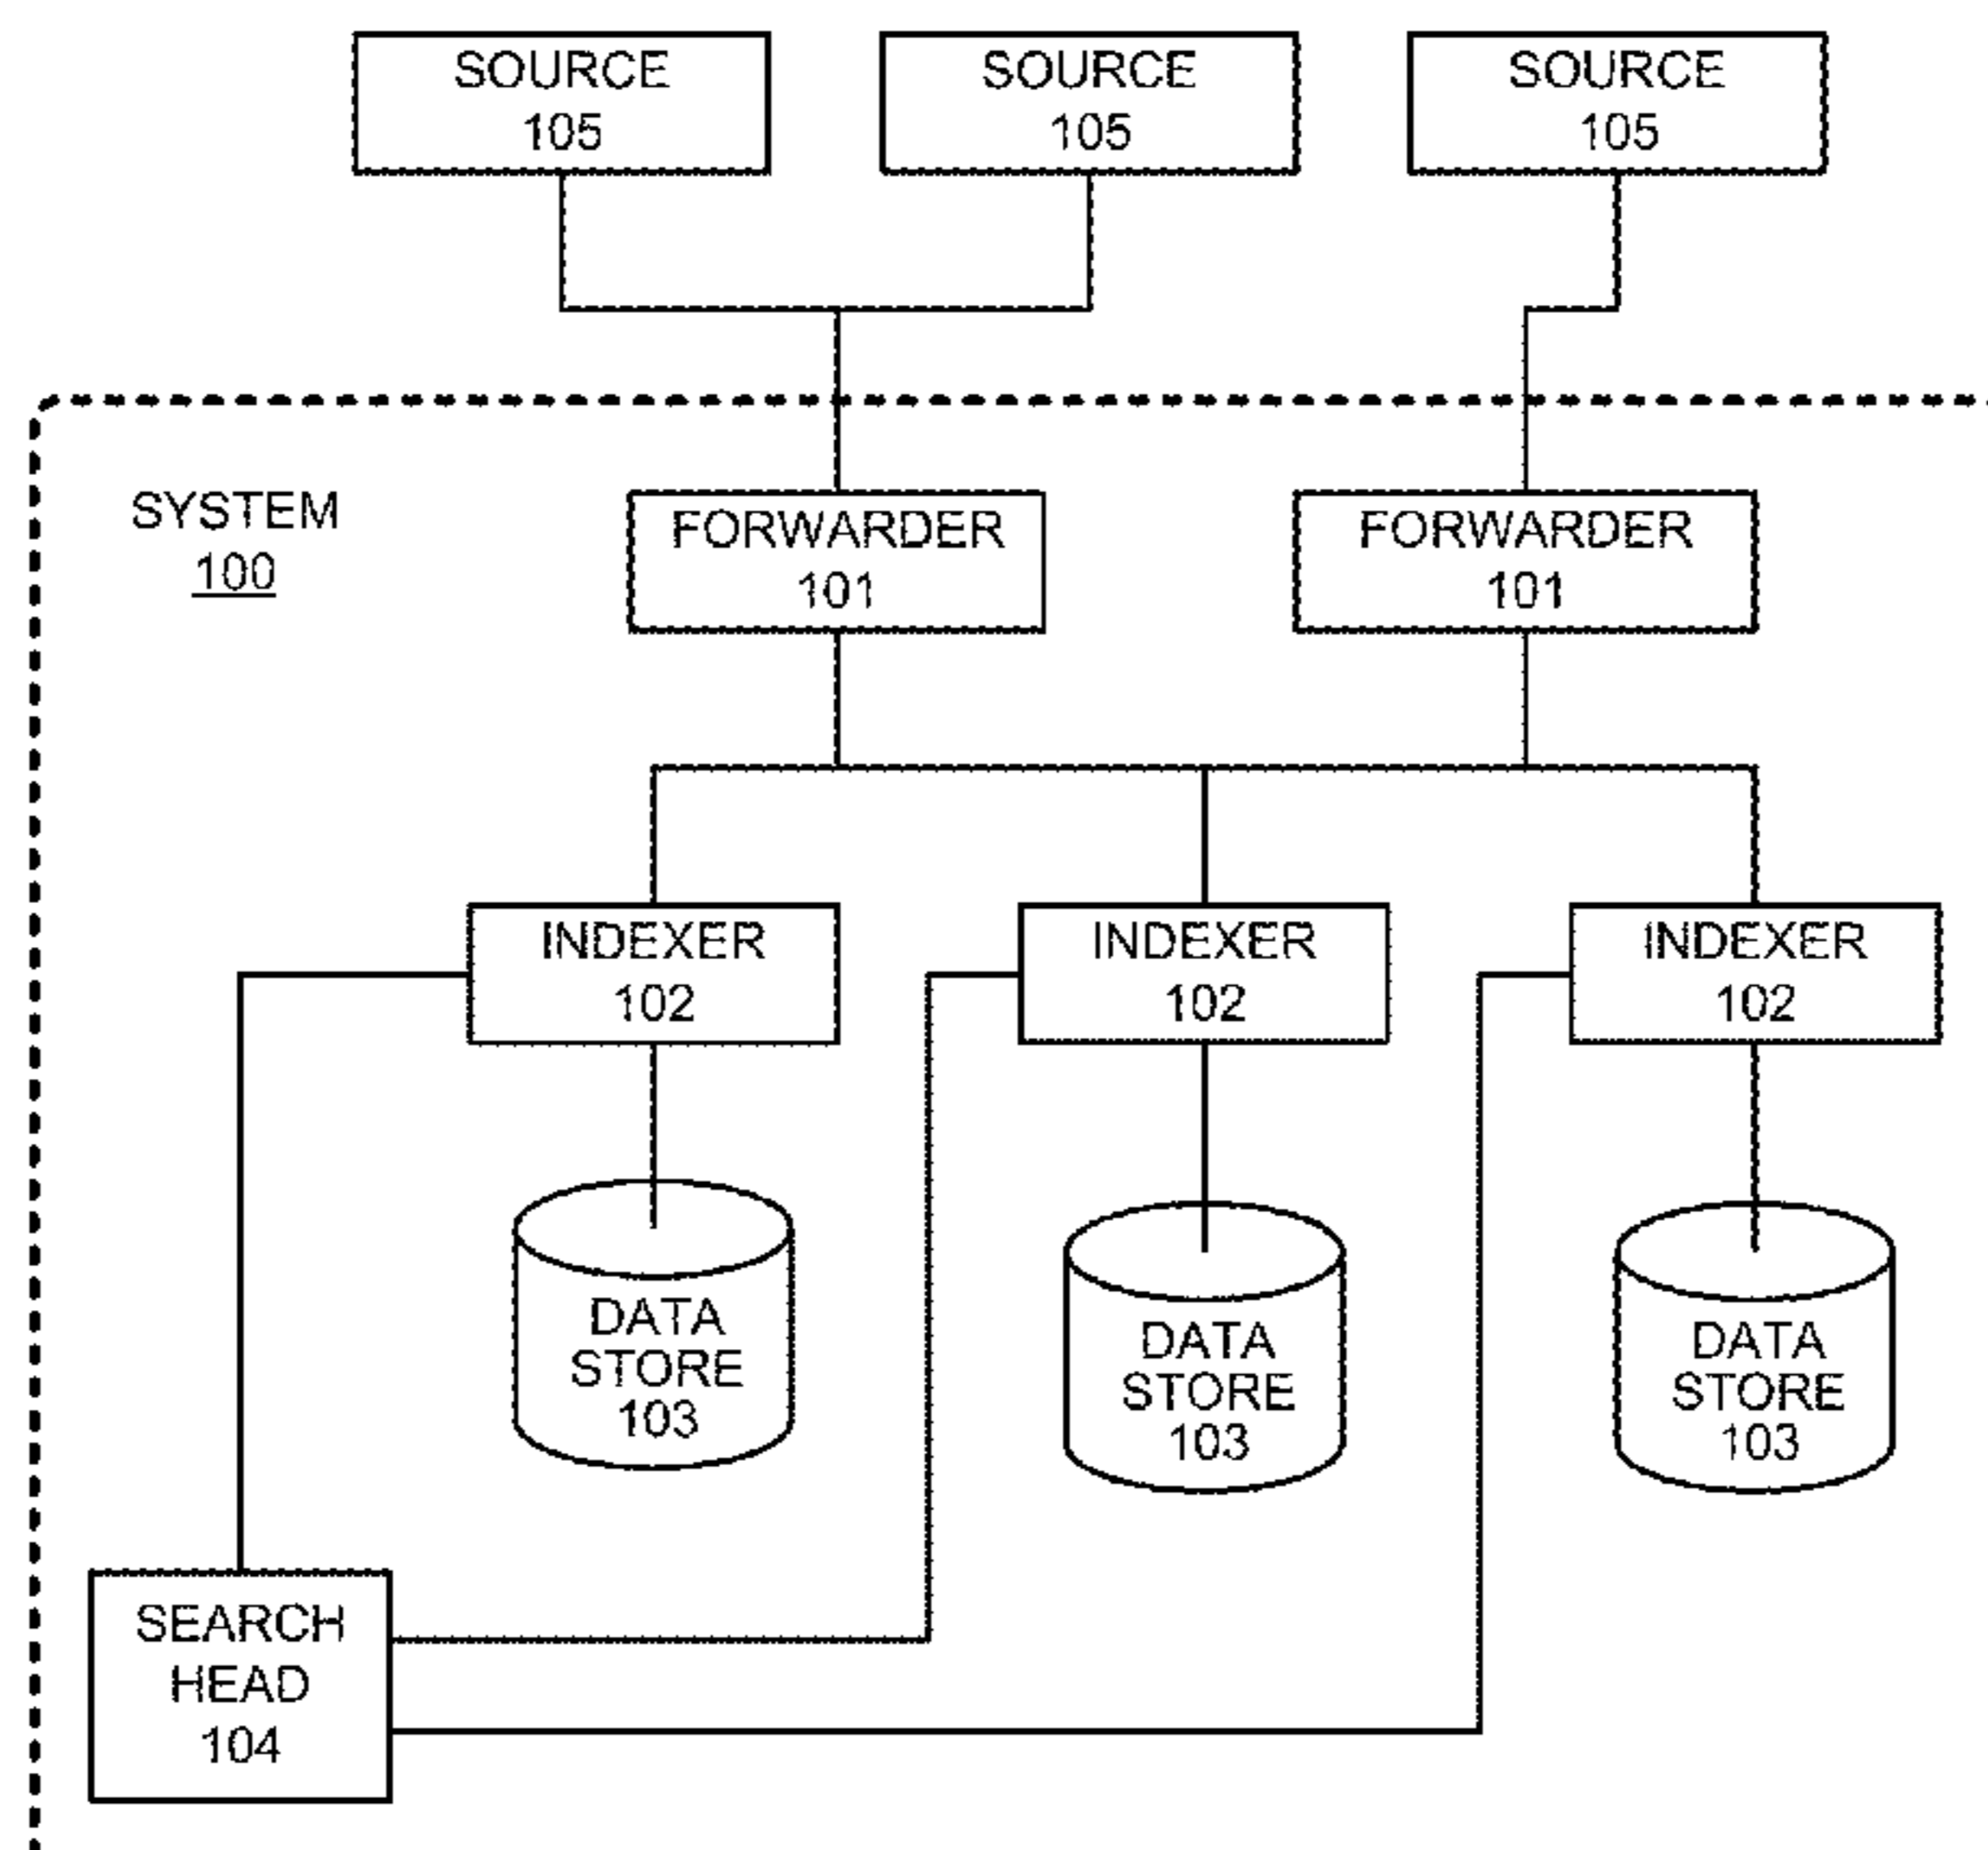 SOURCE
105
SOURCE
105
SOURCE
105
SYSTEM
100
FORWARDER
101
FORWARDER
101
INDEXER
102
INDEXER
102
INDEXER
102
DATA
STORE
103
DATA
STORE
103
DATA
STORE
103
SEARCH
HEAD
104